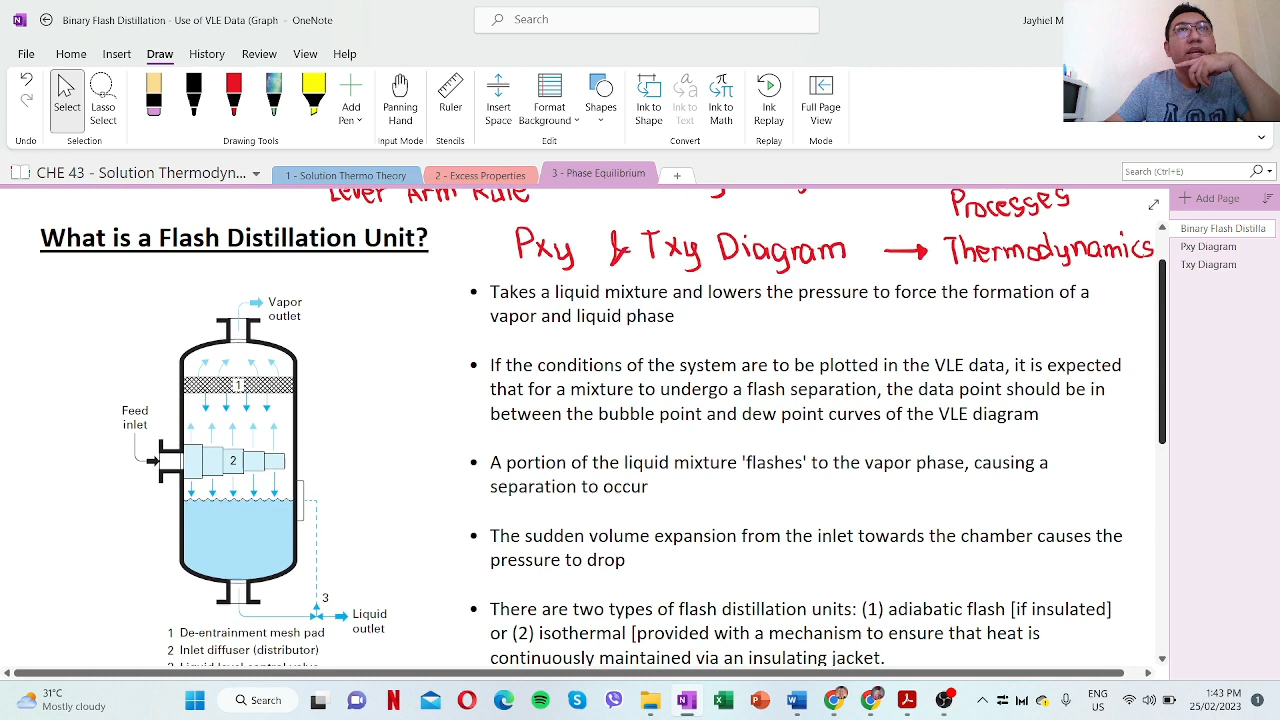 Binary Flash Distillation - Use of VLE Data (Graph - OneNote
Search
Jayhiel M
File Home Insert Draw History Review View Help
Undo
Select
Lasso Select
Add Pen
Panning Hand
Ruler
Insert Space
Format Background
Shapes
Ink to Shape
Ink to Text
Ink to Math
Ink Replay
Full Page View
Undo Selection Drawing Tools Input Mode Stencils Edit Convert Replay Mode
CHE 43 - Solution Thermodyn...
1 - Solution Thermo Theory
2 - Excess Properties
3 - Phase Equilibrium
Search (Ctrl+E)
Add Page
Binary Flash Distilla
Pxy Diagram
Txy Diagram
Lever Arm Rule
Processes
What is a Flash Distillation Unit?
Pxy & Txy Diagram → Thermodynamics
• Takes a liquid mixture and lowers the pressure to force the formation of a
vapor and liquid phase
• If the conditions of the system are to be plotted in the VLE data, it is expected
that for a mixture to undergo a flash separation, the data point should be in
between the bubble point and dew point curves of the VLE diagram
• A portion of the liquid mixture 'flashes' to the vapor phase, causing a
separation to occur
• The sudden volume expansion from the inlet towards the chamber causes the
pressure to drop
• There are two types of flash distillation units: (1) adiabatic flash [if insulated]
or (2) isothermal [provided with a mechanism to ensure that heat is
continuously maintained via an insulating jacket.
Vapor
outlet
1
Feed
inlet
2
3
Liquid
outlet
1 De-entrainment mesh pad
2 Inlet diffuser (distributor)
3 Liquid level control valve
31°C
Mostly cloudy
Search
ENG
US
1:43 PM
25/02/2023
1